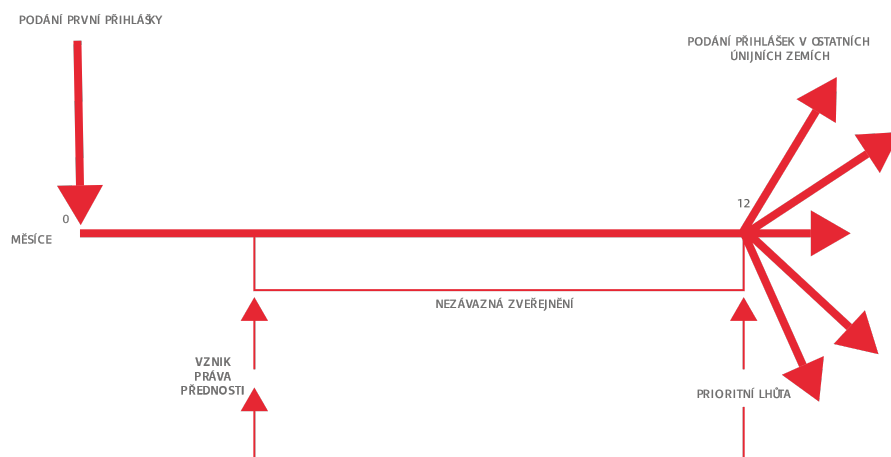 PODÁNÍ PRVNÍ PŘIHLÁŠKY
PODÁNÍ PŘIHLÁŠEK V OSTATNÍCH
ÚNIJNÍCH ZEMÍCH
12
0
MĚSÍCE
NEZÁVAZNÁ ZVEŘEJNĚNÍ
VZNIK
PRÁVA
PŘEDNOSTI
PRIORITNÍ LHŮTA